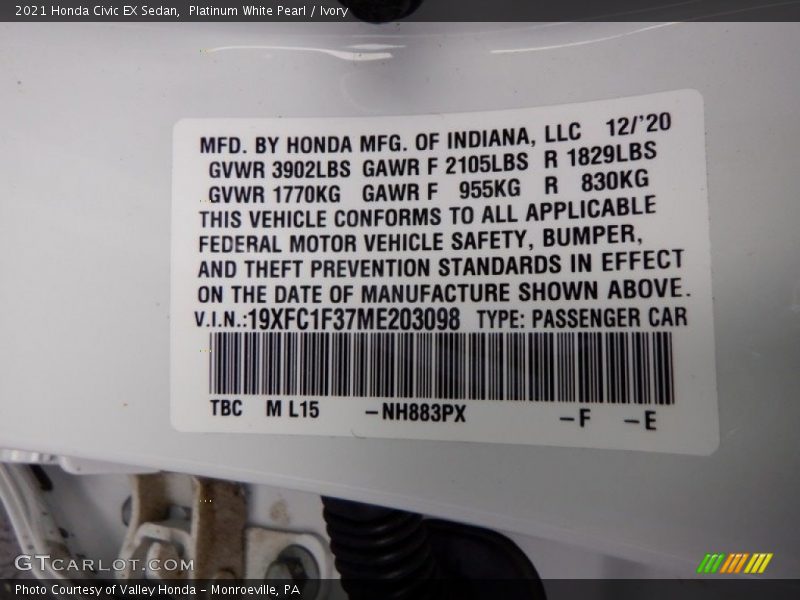 2021 Honda Civic EX Sedan, Platinum White Pearl / Ivory
MFD. BY HONDA MFG. OF INDIANA, LLC 12/'20
GVWR 3902LBS GAWR F 2105LBS R 1829LBS
GVWR 1770KG GAWR F 955KG R 830KG
THIS VEHICLE CONFORMS TO ALL APPLICABLE
FEDERAL MOTOR VEHICLE SAFETY, BUMPER,
AND THEFT PREVENTION STANDARDS IN EFFECT
ON THE DATE OF MANUFACTURE SHOWN ABOVE.
V.I.N.:19XFC1F37ME203098 TYPE: PASSENGER CAR
TBC M L15 –NH883PX –F –E
GTCARLOT.COM
Photo Courtesy of Valley Honda – Monroeville, PA